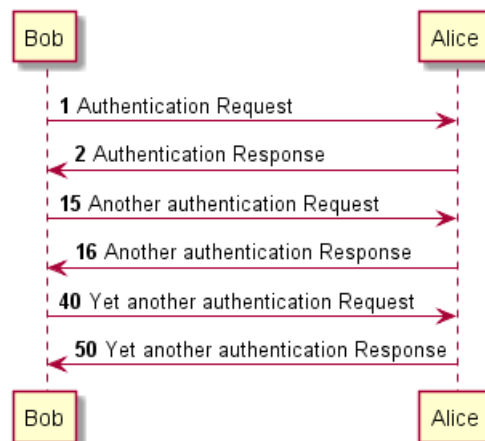 Bob Alice
1 Authentication Request
2 Authentication Response
15 Another authentication Request
16 Another authentication Response
40 Yet another authentication Request
50 Yet another authentication Response
Bob Alice